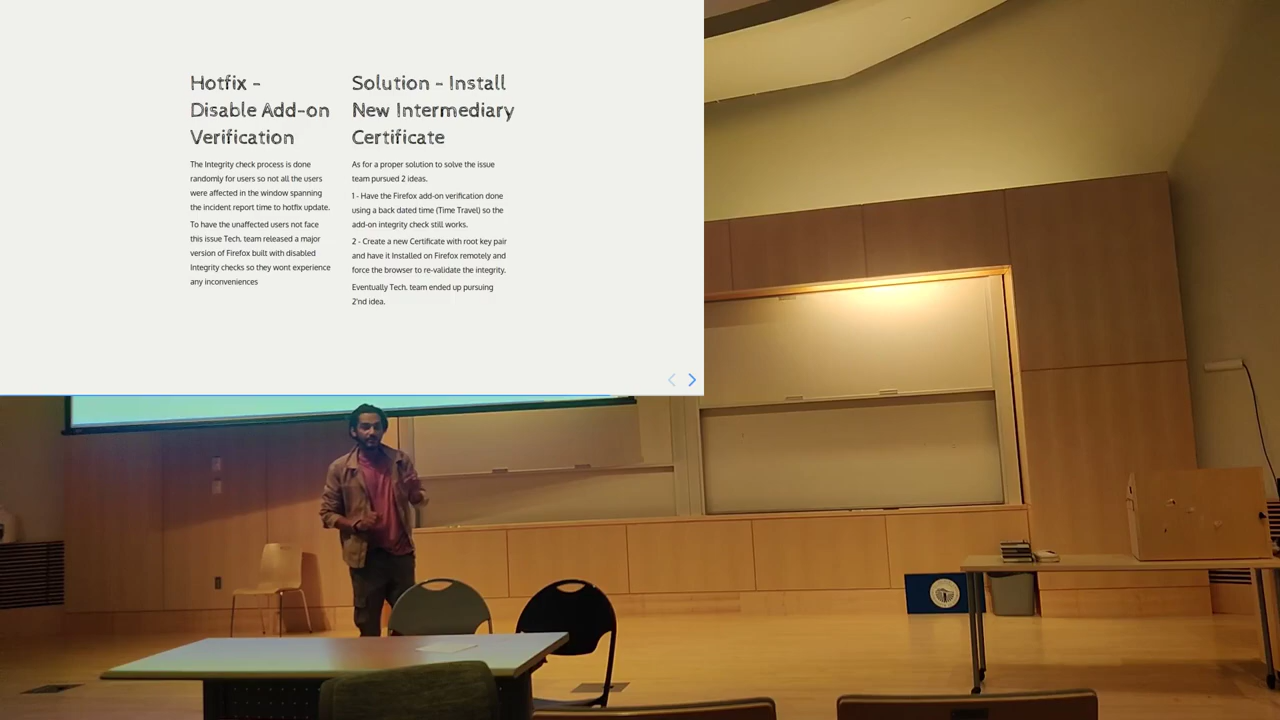 Hotfix -
Disable Add-on
Verification
The Integrity check process is done
randomly for users so not all the users
were affected in the window spanning
the incident report time to hotfix update.
To have the unaffected users not face
this issue Tech. team released a major
version of Firefox built with disabled
Integrity checks so they wont experience
any inconveniences
Solution - Install
New Intermediary
Certificate
As for a proper solution to solve the issue
team pursued 2 ideas.
1 - Have the Firefox add-on verification done
using a back dated time (Time Travel) so the
add-on integrity check still works.
2 - Create a new Certificate with root key pair
and have it Installed on Firefox remotely and
force the browser to re-validate the integrity.
Eventually Tech. team ended up pursuing
2'nd idea.